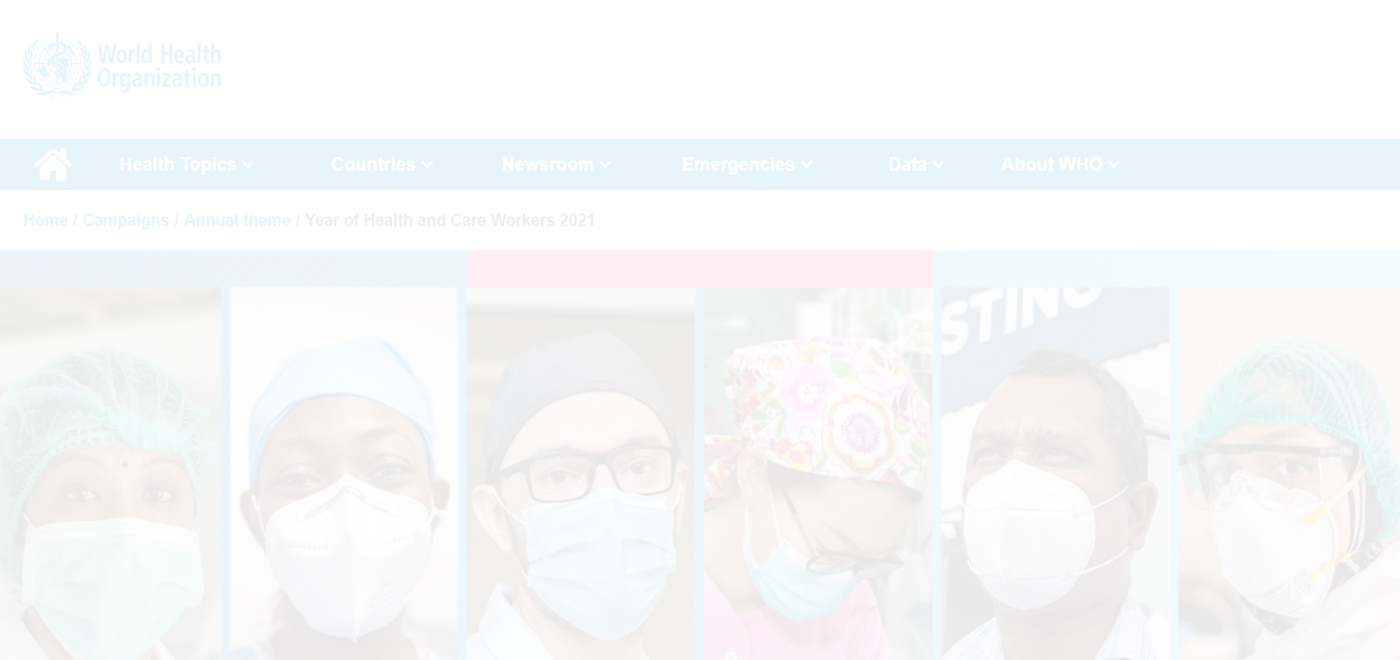 World Health
Organization
Health Topics Countries Newsroom Emergencies Data About WHO
Home / Campaigns / Annual theme / Year of Health and Care Workers 2021
STING